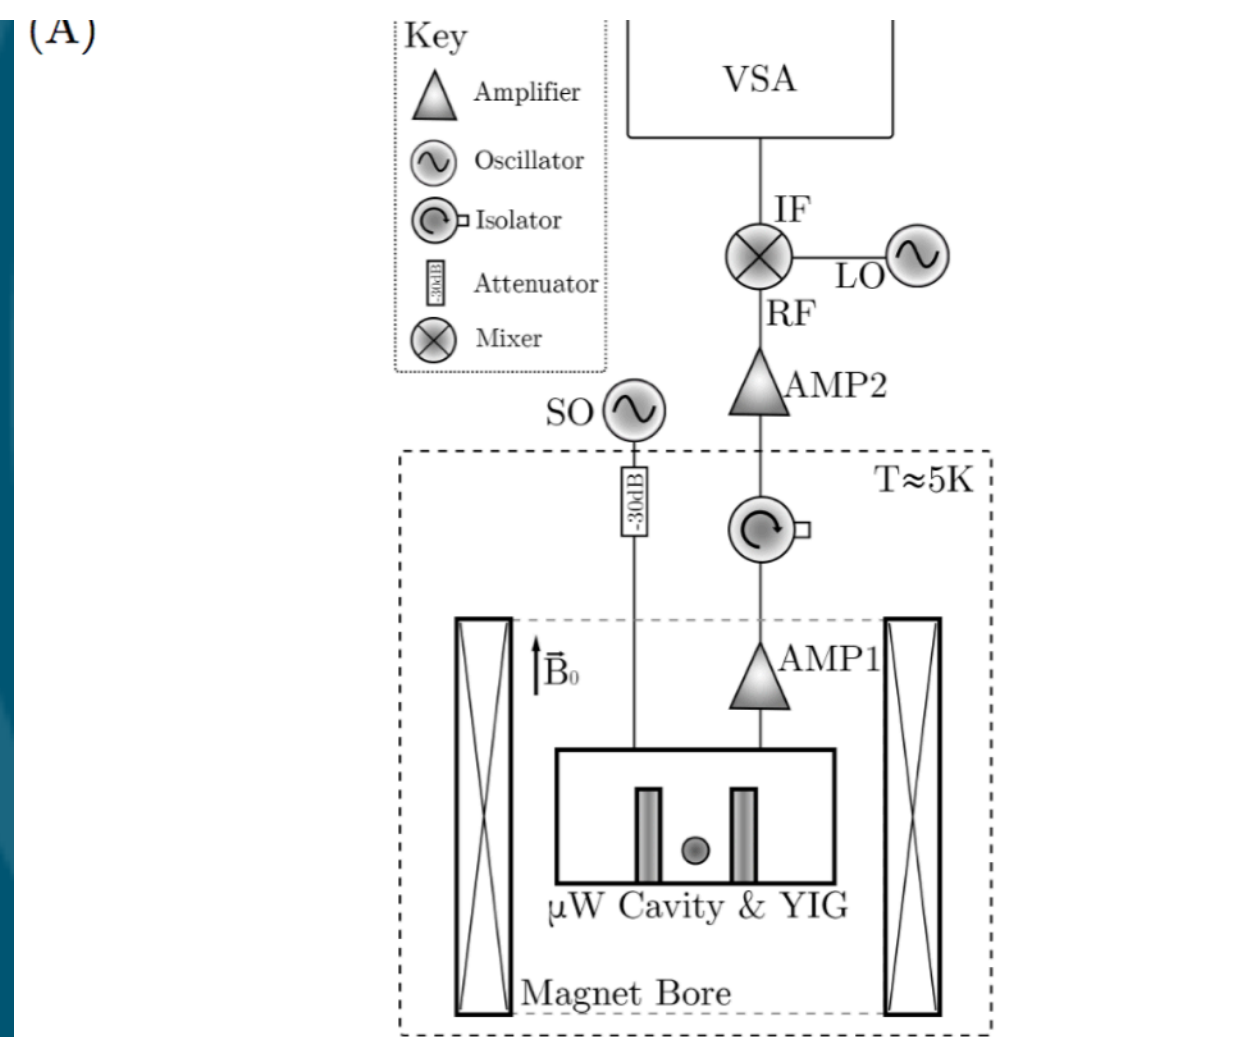 (A)
Key
Amplifier
Oscillator
Isolator
-30dB
Attenuator
Mixer
VSA
IF
LO
RF
AMP2
SO
T≈5K
-30dB
B⃗₀
AMP1
μW Cavity & YIG
Magnet Bore